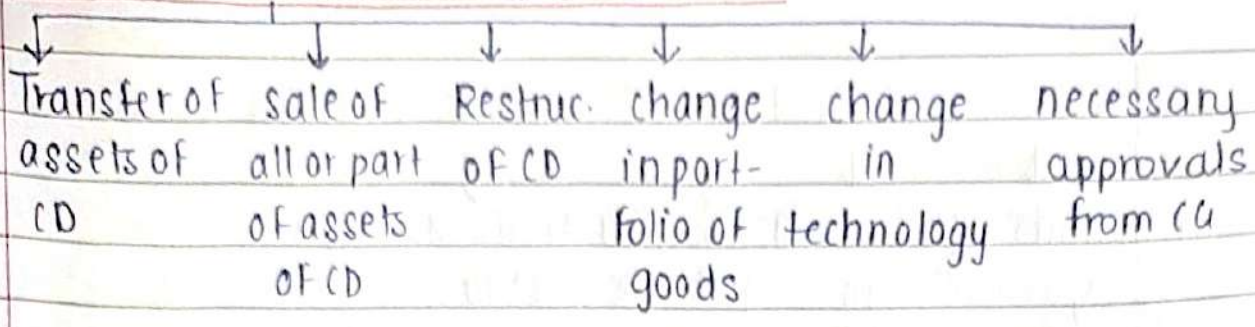 Transfer of
assets of
CD
sale of
all or part
of assets
of CD
Restruc.
of CD
change
in port-
folio of
goods
change
in
technology
necessary
approvals
from CG